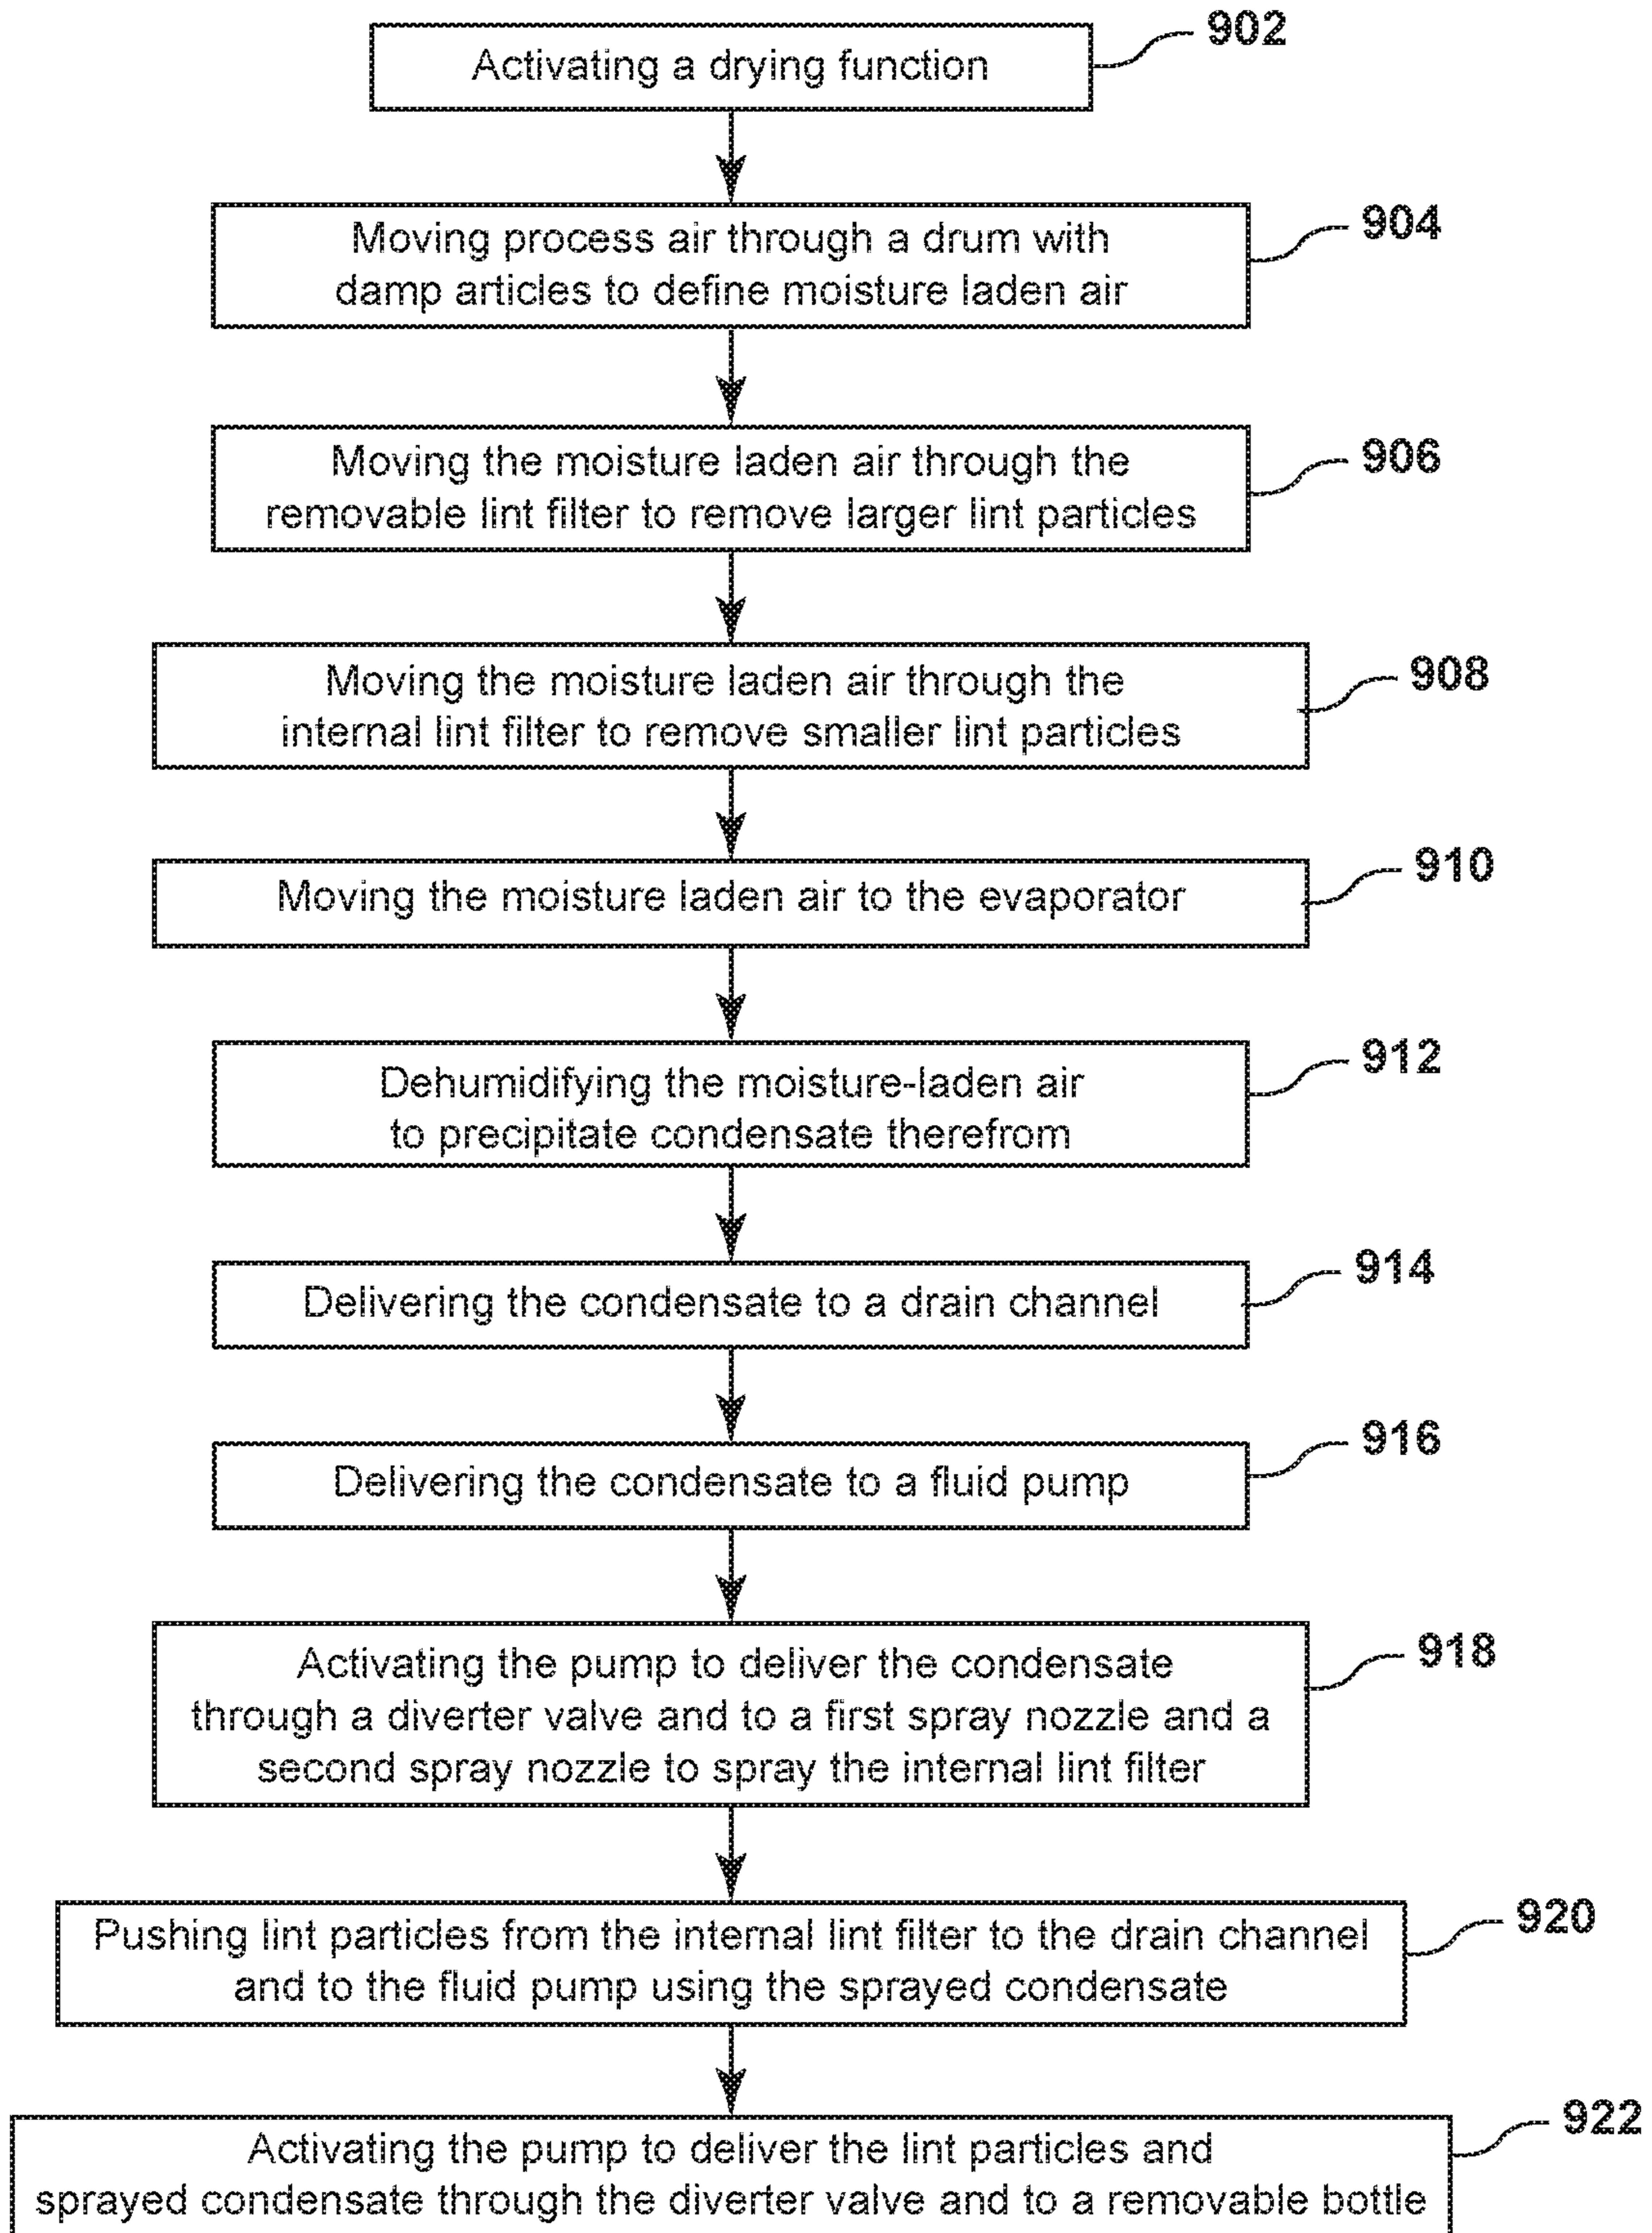 Activating a drying function
902
Moving process air through a drum with
damp articles to define moisture laden air
904
Moving the moisture laden air through the
removable lint filter to remove larger lint particles
906
Moving the moisture laden air through the
internal lint filter to remove smaller lint particles
908
Moving the moisture laden air to the evaporator
910
Dehumidifying the moisture-laden air
to precipitate condensate therefrom
912
Delivering the condensate to a drain channel
914
Delivering the condensate to a fluid pump
916
Activating the pump to deliver the condensate
through a diverter valve and to a first spray nozzle and a
second spray nozzle to spray the internal lint filter
918
Pushing lint particles from the internal lint filter to the drain channel
and to the fluid pump using the sprayed condensate
920
Activating the pump to deliver the lint particles and
sprayed condensate through the diverter valve and to a removable bottle
922